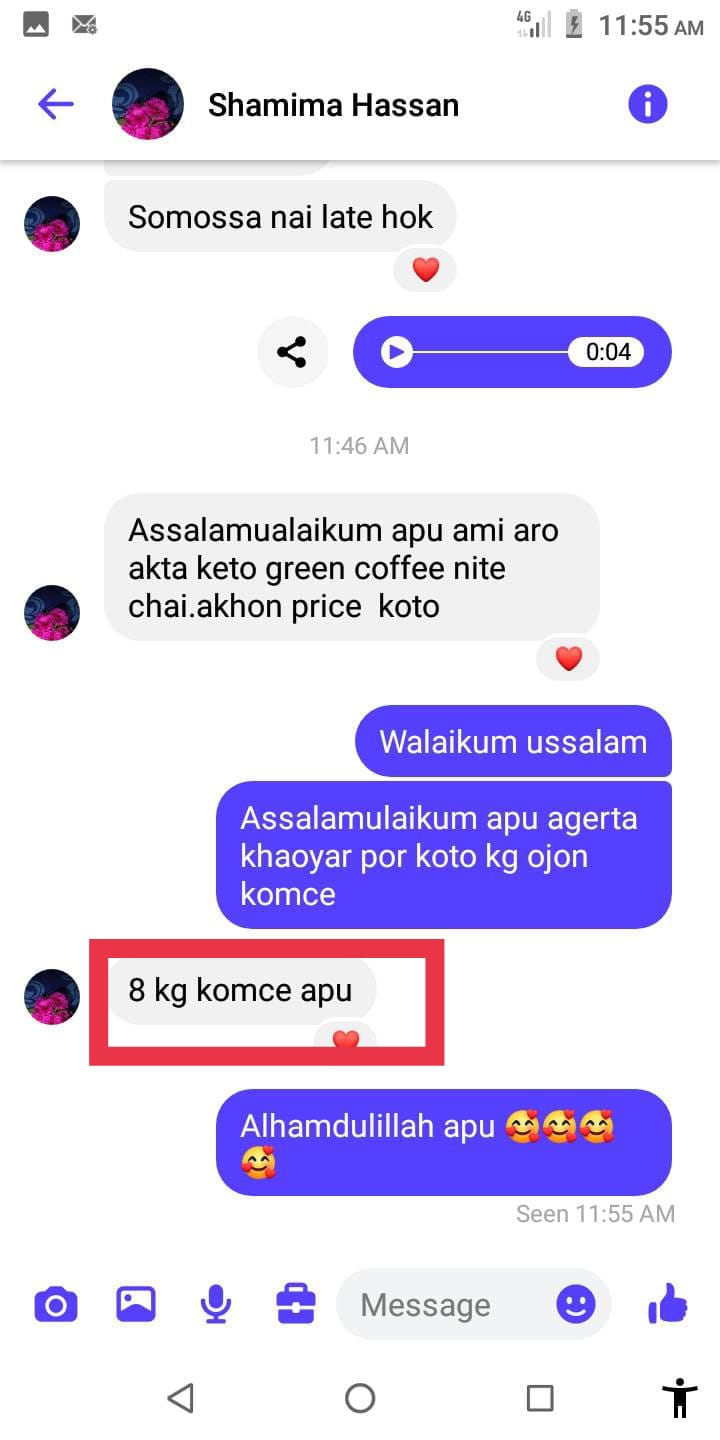 4G
11:55 AM
Shamima Hassan
Somossa nai late hok
0:04
11:46 AM
Assalamualaikum apu ami aro
akta keto green coffee nite
chai.akhon price koto
Walaikum ussalam
Assalamulaikum apu agerta
khaoyar por koto kg ojon
komce
8 kg komce apu
Alhamdulillah apu 🥰🥰🥰
🥰
Seen 11:55 AM
Message